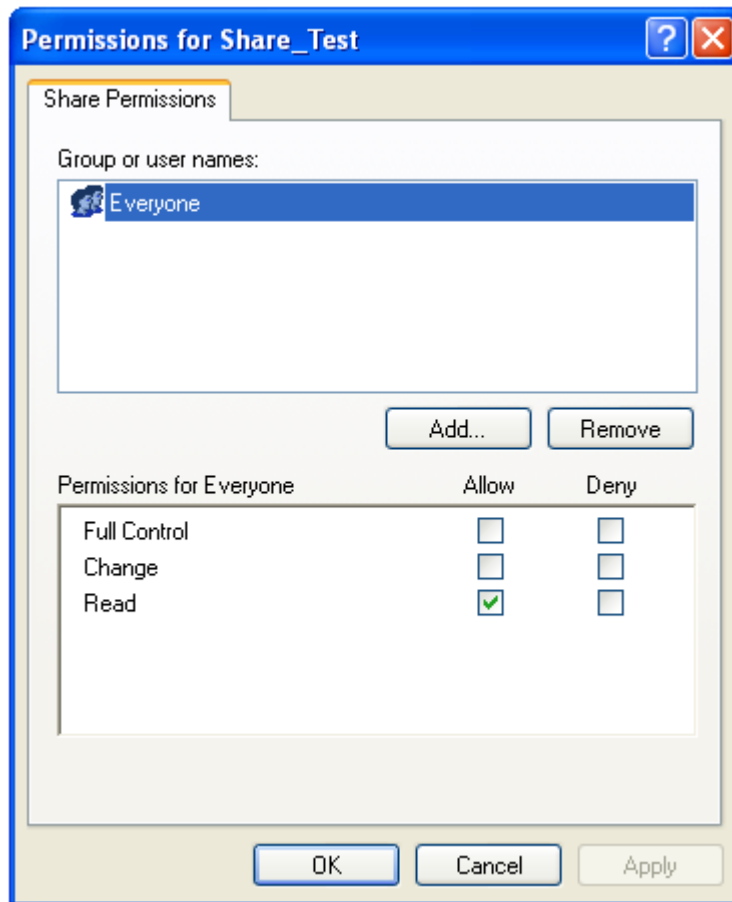 Permissions for Share_Test
Share Permissions
Group or user names:
Everyone
Add... Remove
Permissions for Everyone Allow Deny
Full Control
Change
Read
OK Cancel Apply